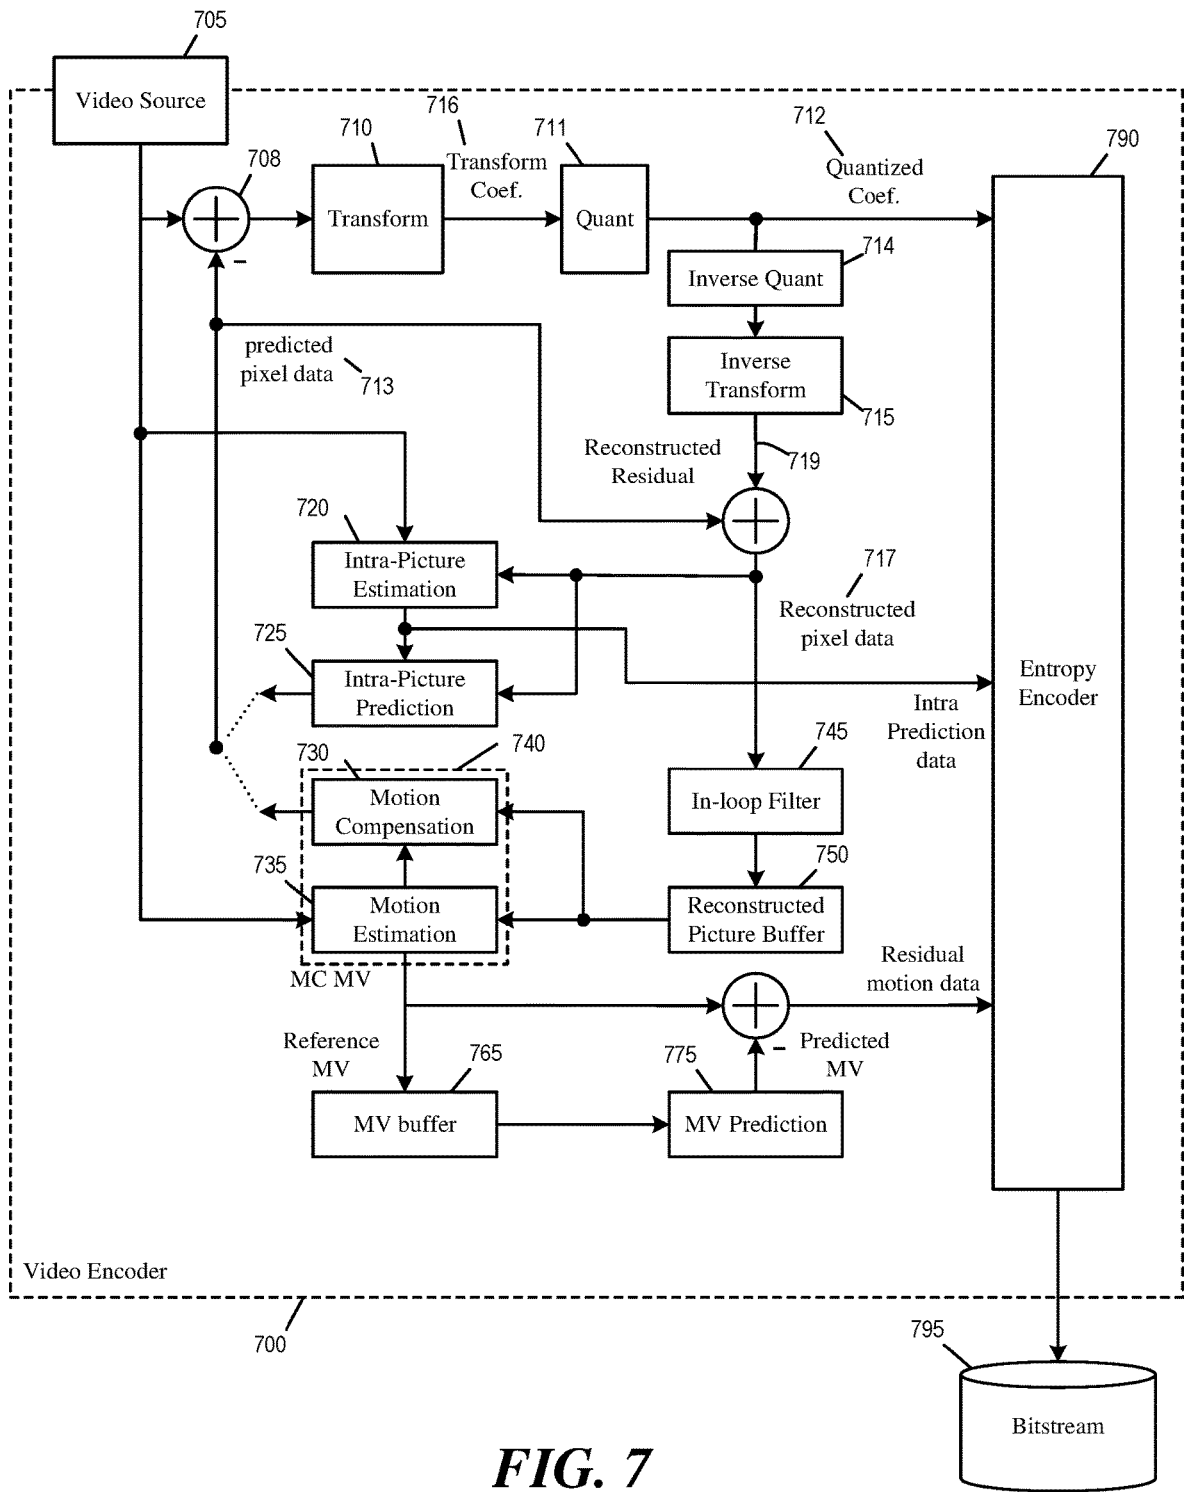 705
Video Source
708
710
Transform
716
Transform
Coef.
711
Quant
712
Quantized
Coef.
790
–
714
Inverse Quant
predicted
pixel data
713
Inverse
Transform
715
Reconstructed
Residual
719
720
Intra-Picture
Estimation
717
Reconstructed
pixel data
725
Intra-Picture
Prediction
Entropy
Encoder
Intra
Prediction
data
730
740
Motion
Compensation
745
In-loop Filter
735
Motion
Estimation
750
Reconstructed
Picture Buffer
MC MV
Residual
motion data
Reference
MV
–
Predicted
MV
765
MV buffer
775
MV Prediction
Video Encoder
700
795
Bitstream
FIG. 7